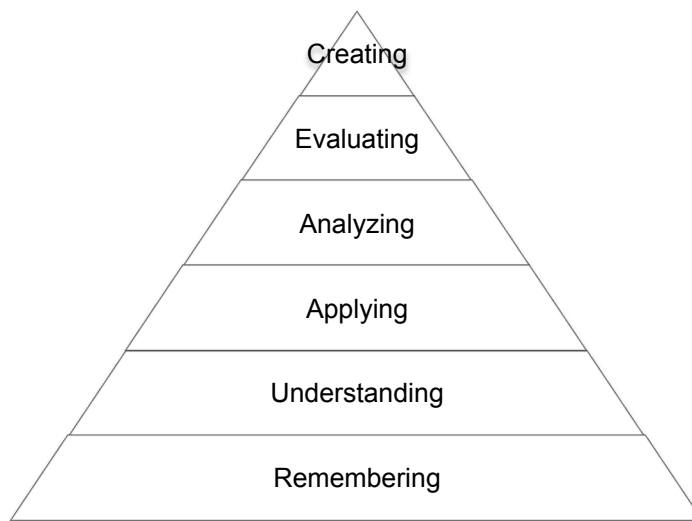 Creating
Evaluating
Analyzing
Applying
Understanding
Remembering